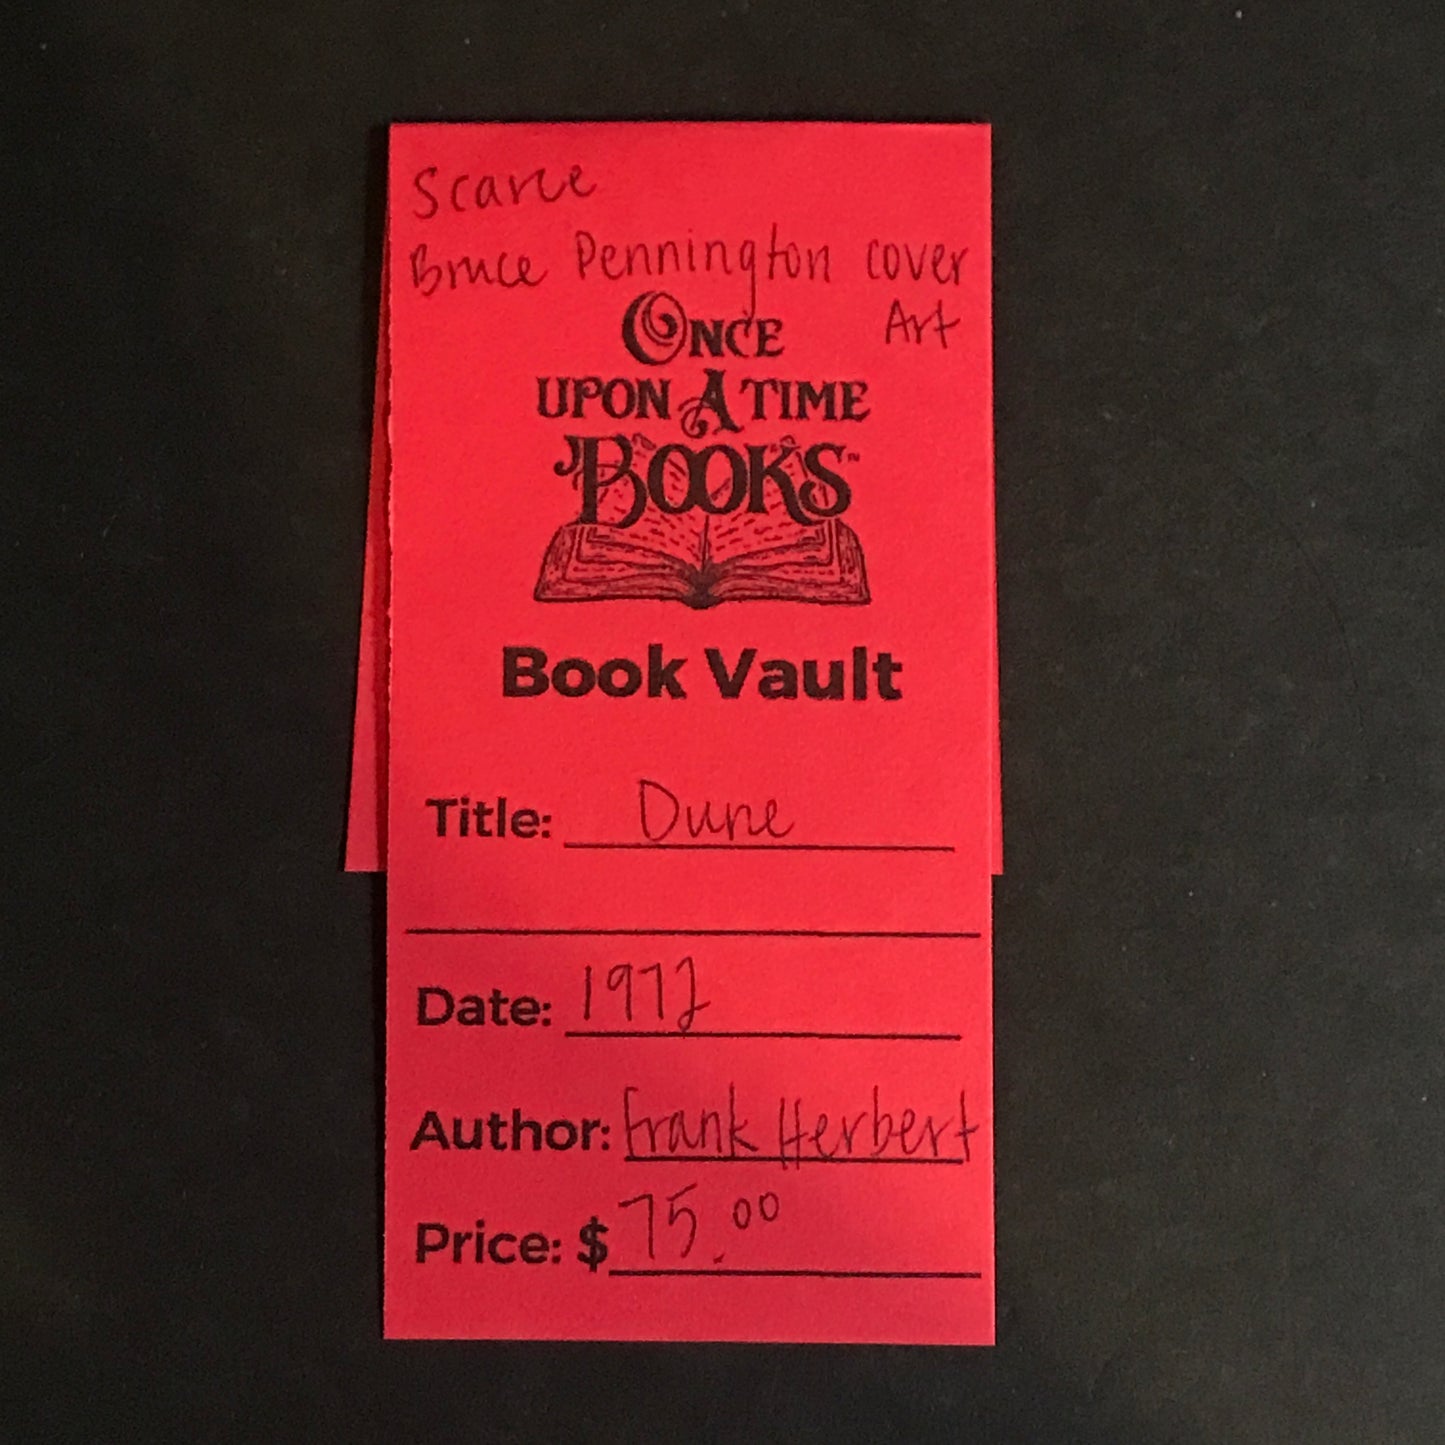 Scarce
Bruce Pennington cover
Art
ONCE
UPON A TIME
BOOKS™
Book Vault
Title: Dune
Date: 1972
Author: Frank Herbert
Price: $75.00